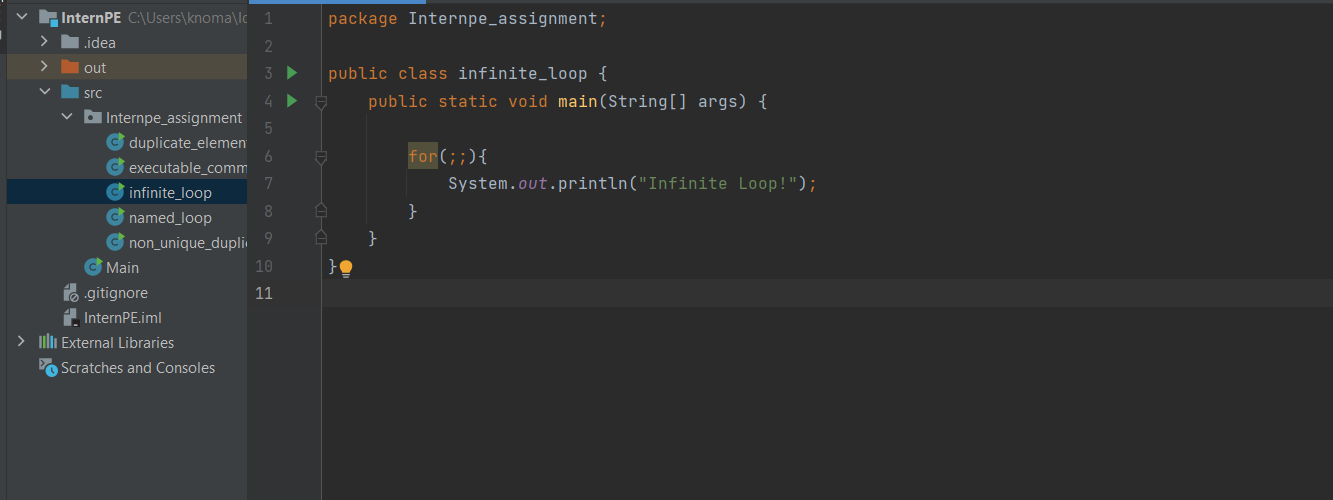 InternPE C:\Users\knoma\
.idea
out
src
Internpe_assignment
duplicate_elemen
executable_comm
infinite_loop
named_loop
non_unique_dupli
Main
.gitignore
InternPE.iml
External Libraries
Scratches and Consoles
1 package Internpe_assignment;
2
3 public class infinite_loop {
4 public static void main(String[] args) {
5
6 for(;;){
7 System.out.println("Infinite Loop!");
8 }
9 }
10 }
11